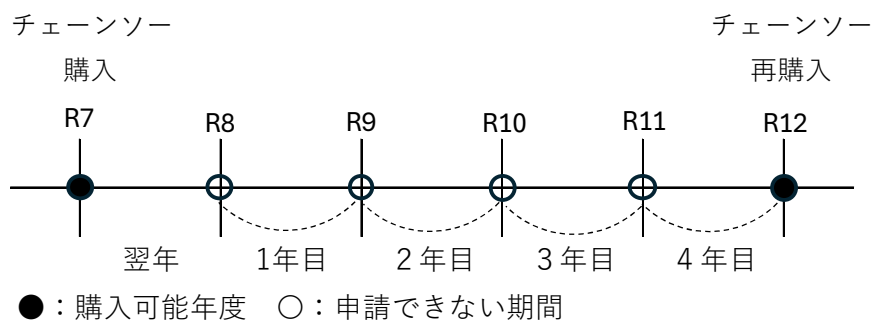 チェーンソー チェーンソー
購入 再購入
R7 R8 R9 R10 R11 R12
翌年 1年目 2年目 3年目 4年目
●：購入可能年度 〇：申請できない期間